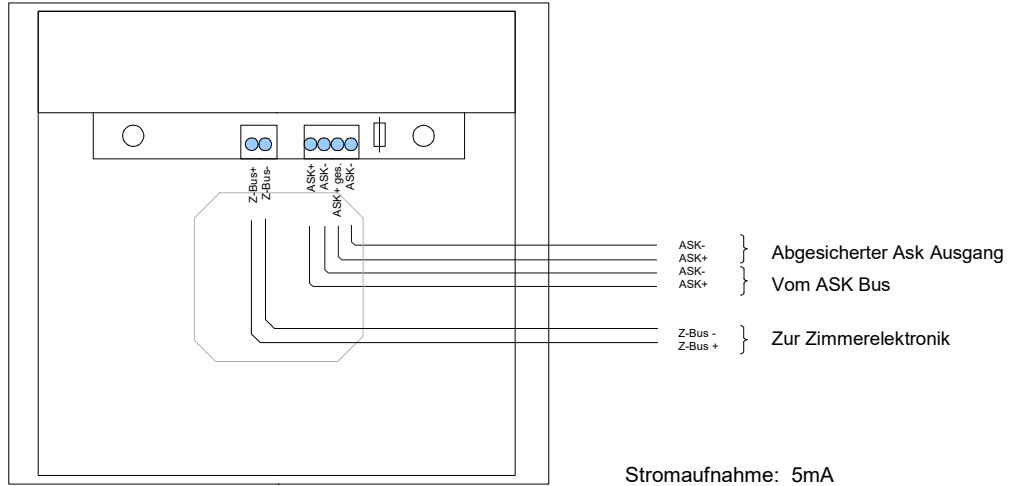 Z-Bus+
Z-Bus-
ASK+
ASK-
ASK+ ges.
ASK-
ASK-
ASK+
Abgesicherter Ask Ausgang
ASK-
ASK+
Vom ASK Bus
Z-Bus -
Z-Bus +
Zur Zimmerelektronik
Stromaufnahme: 5mA